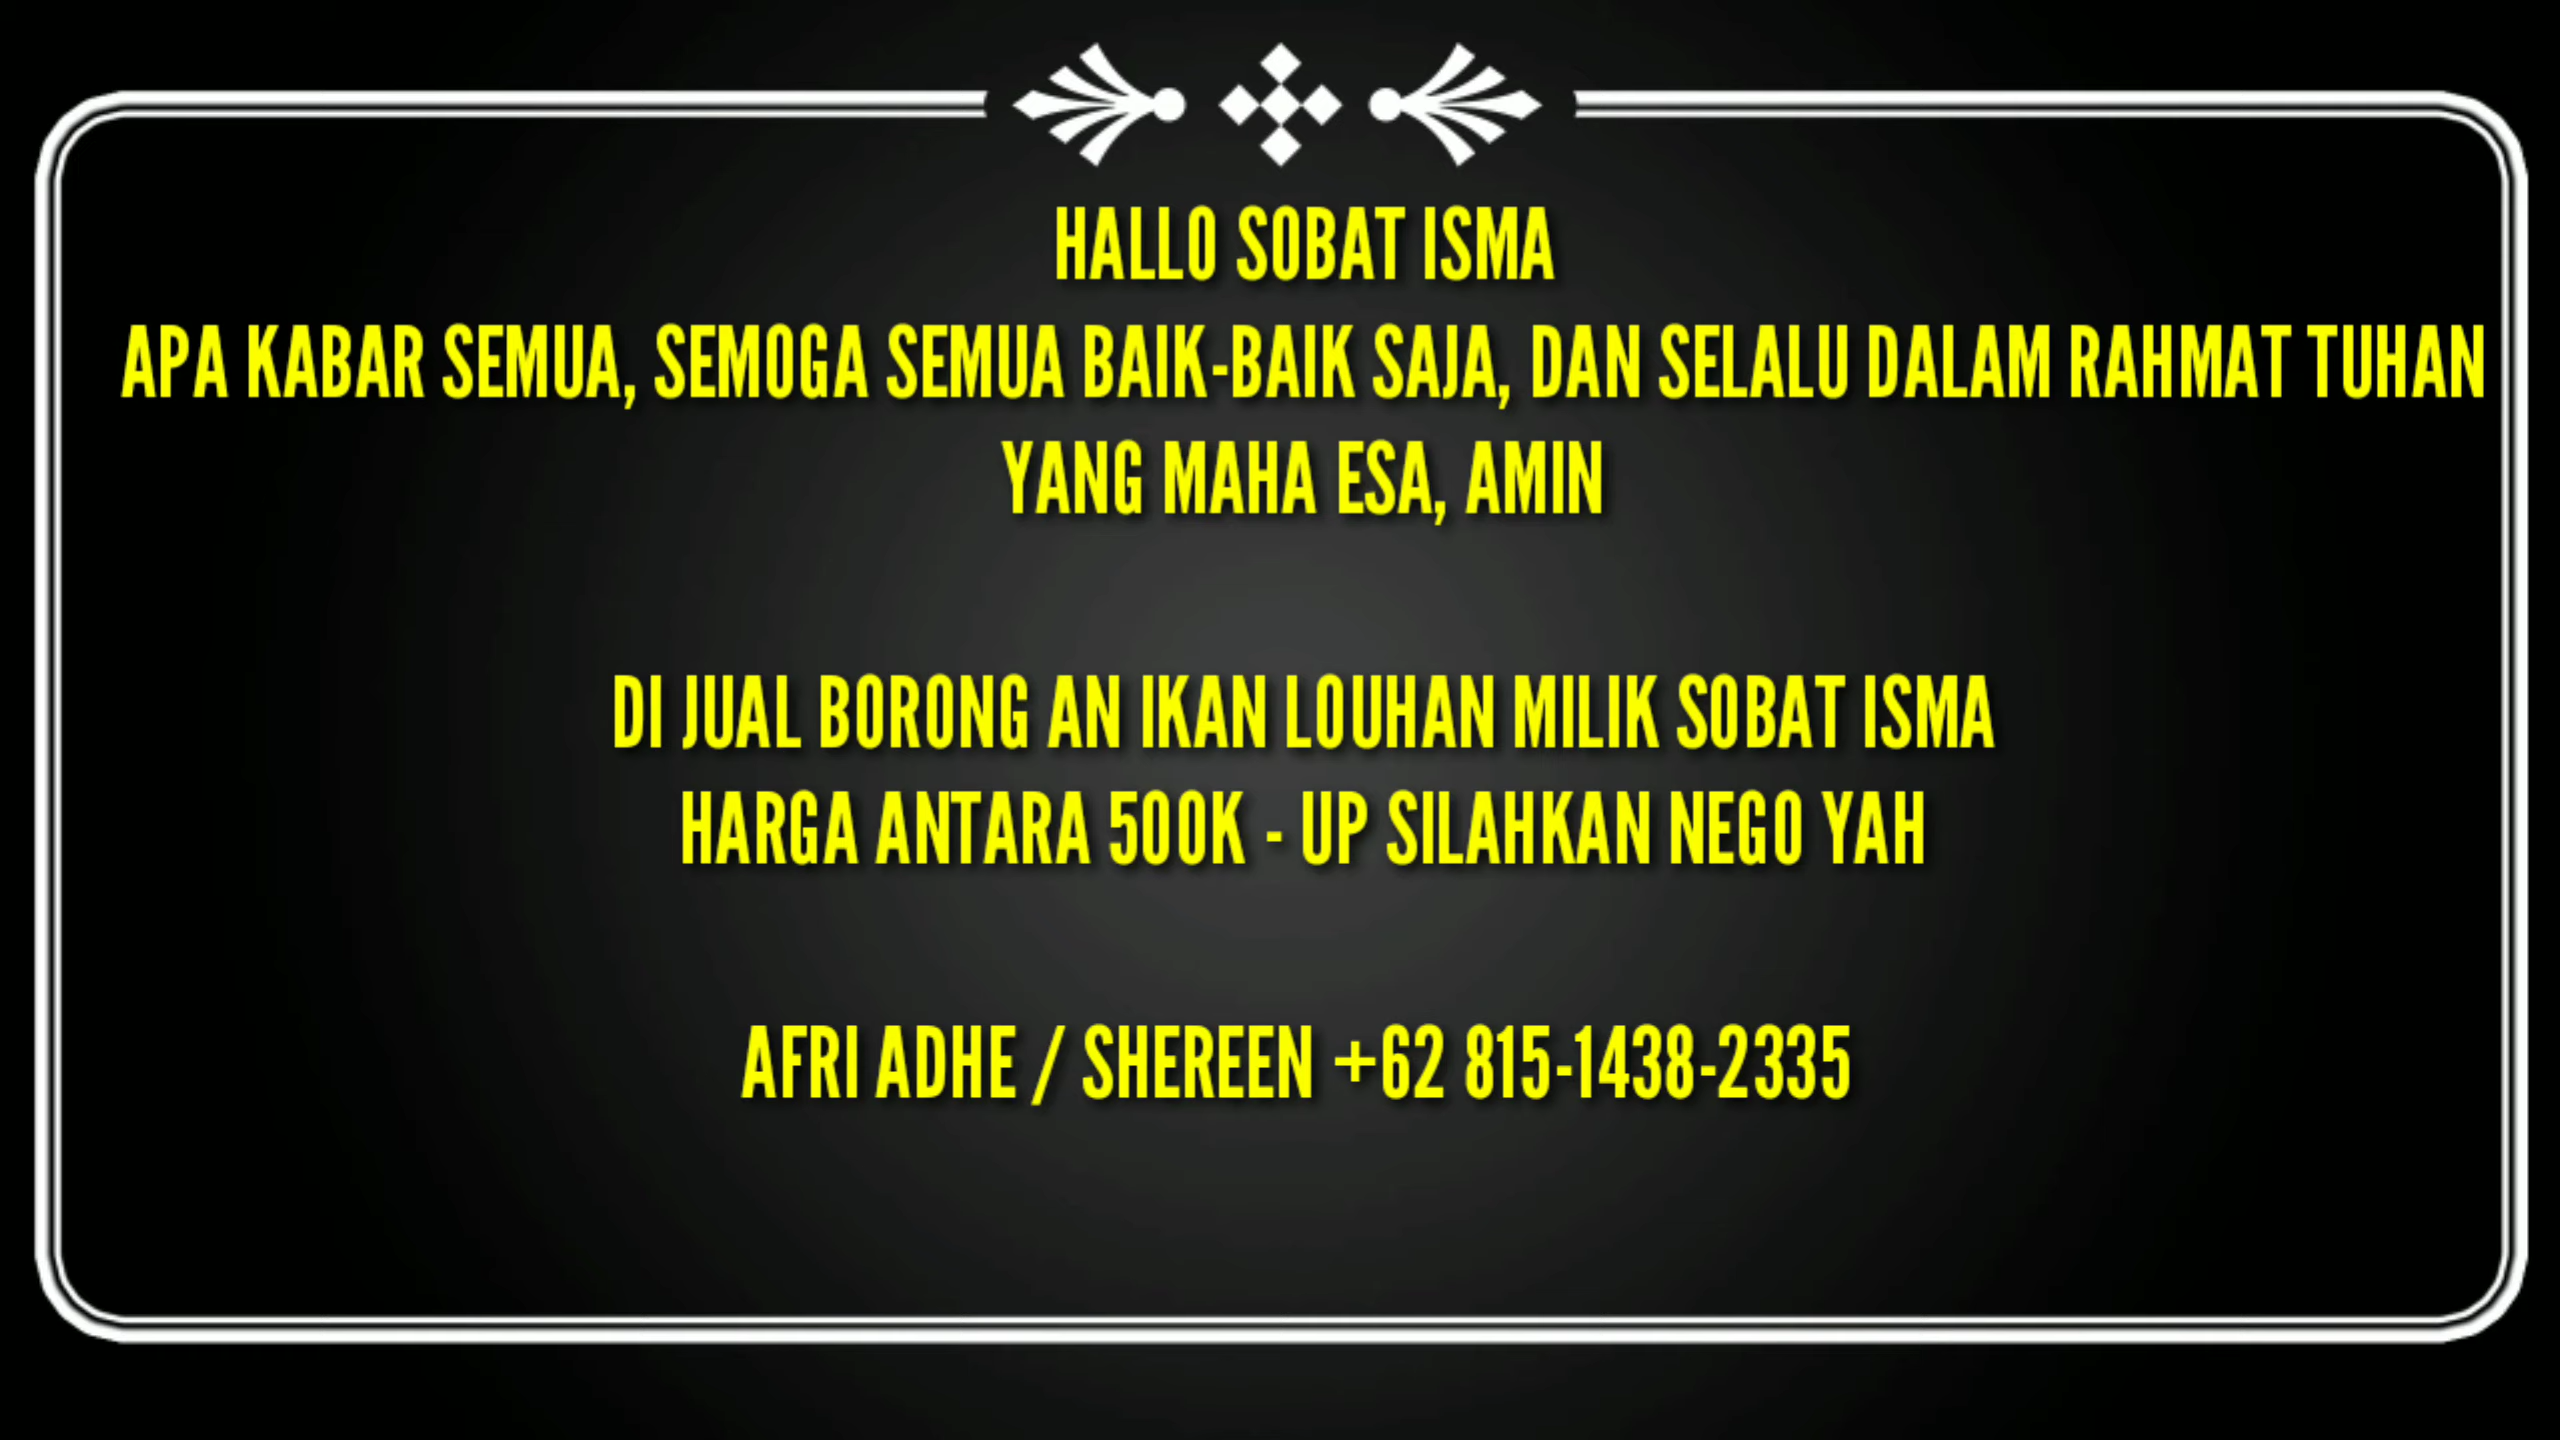 HALLO SOBAT ISMA
APA KABAR SEMUA, SEMOGA SEMUA BAIK-BAIK SAJA, DAN SELALU DALAM RAHMAT TUHAN
YANG MAHA ESA, AMIN
DI JUAL BORONG AN IKAN LOUHAN MILIK SOBAT ISMA
HARGA ANTARA 500K - UP SILAHKAN NEGO YAH
AFRI ADHE / SHEREEN +62 815-1438-2335